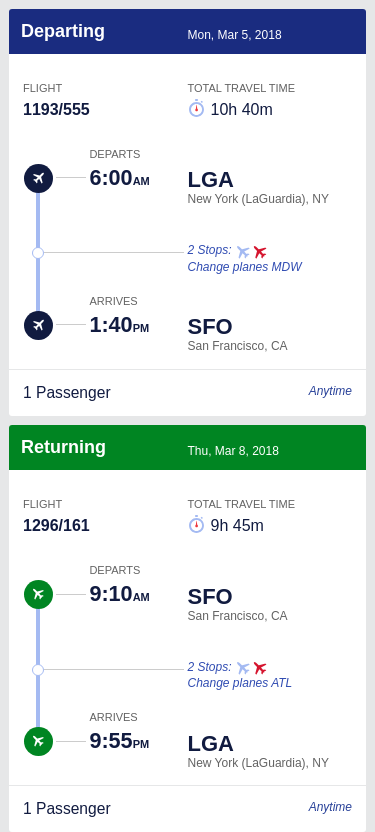 Departing Mon, Mar 5, 2018
FLIGHT TOTAL TRAVEL TIME
1193/555 10h 40m
DEPARTS
6:00AM LGA
New York (LaGuardia), NY
2 Stops:
Change planes MDW
ARRIVES
1:40PM SFO
San Francisco, CA
1 Passenger Anytime
Returning Thu, Mar 8, 2018
FLIGHT TOTAL TRAVEL TIME
1296/161 9h 45m
DEPARTS
9:10AM SFO
San Francisco, CA
2 Stops:
Change planes ATL
ARRIVES
9:55PM LGA
New York (LaGuardia), NY
1 Passenger Anytime